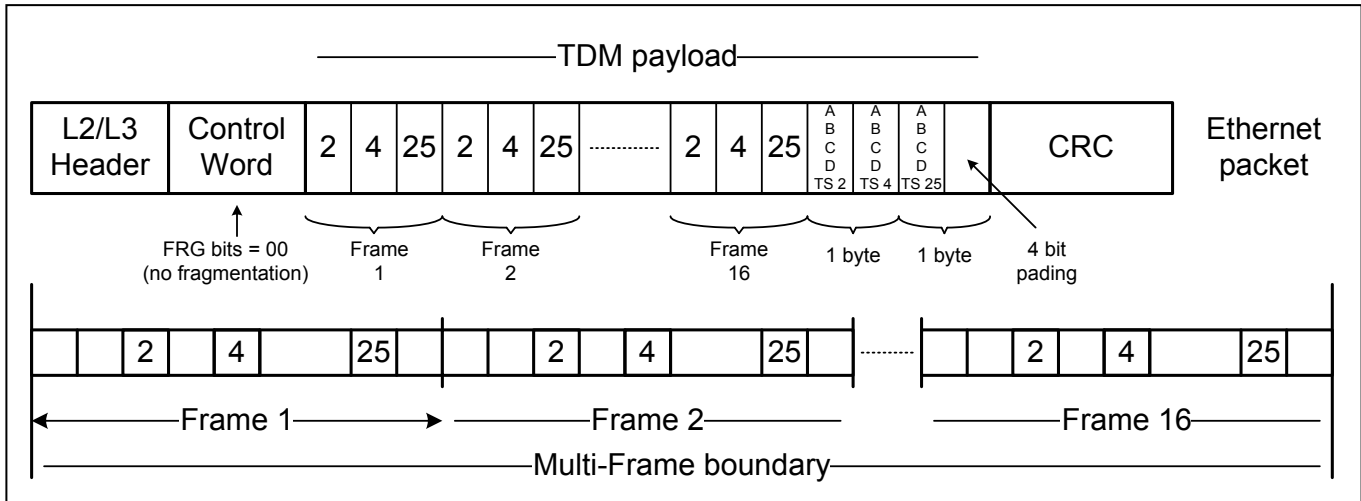 TDM payload
L2/L3 Header
Control Word
2 4 25 2 4 25 2 4 25
A B C D TS 2
A B C D TS 4
A B C D TS 25
CRC
Ethernet packet
FRG bits = 00
(no fragmentation)
Frame 1
Frame 2
Frame 16
1 byte
1 byte
4 bit pading
2 4 25 2 4 25 2 4 25
Frame 1
Frame 2
Frame 16
Multi-Frame boundary